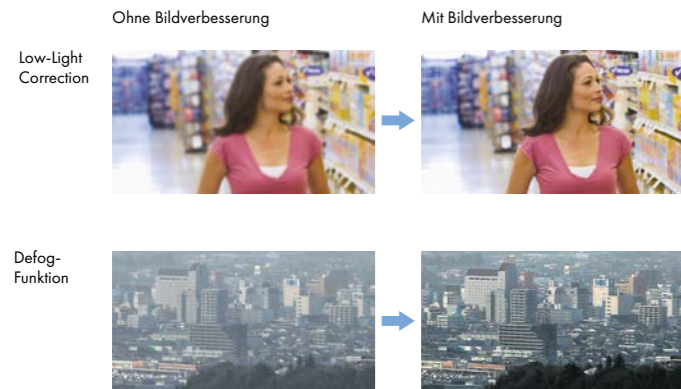 Ohne Bildverbesserung
Mit Bildverbesserung
Low-Light
Correction
Defog-
Funktion